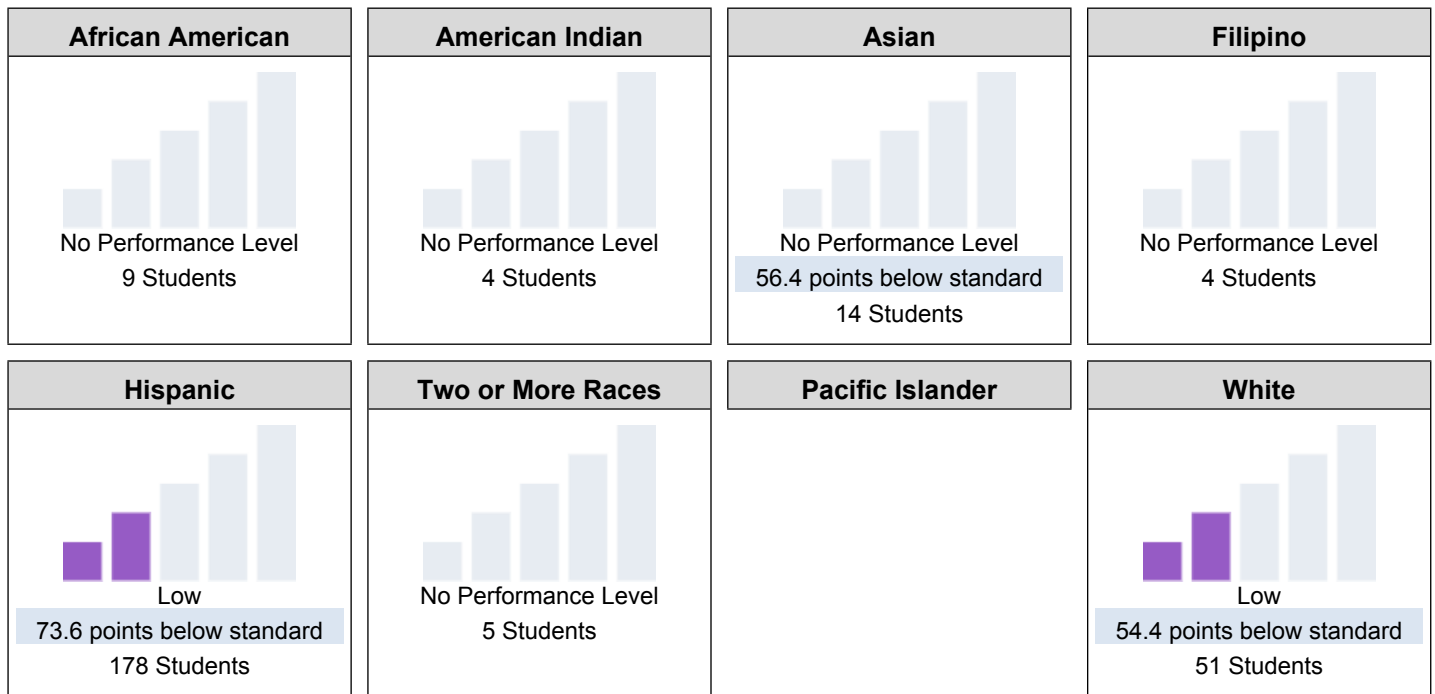 African American
No Performance Level
9 Students
American Indian
No Performance Level
4 Students
Asian
No Performance Level
56.4 points below standard
14 Students
Filipino
No Performance Level
4 Students
Hispanic
Low
73.6 points below standard
178 Students
Two or More Races
No Performance Level
5 Students
Pacific Islander
White
Low
54.4 points below standard
51 Students